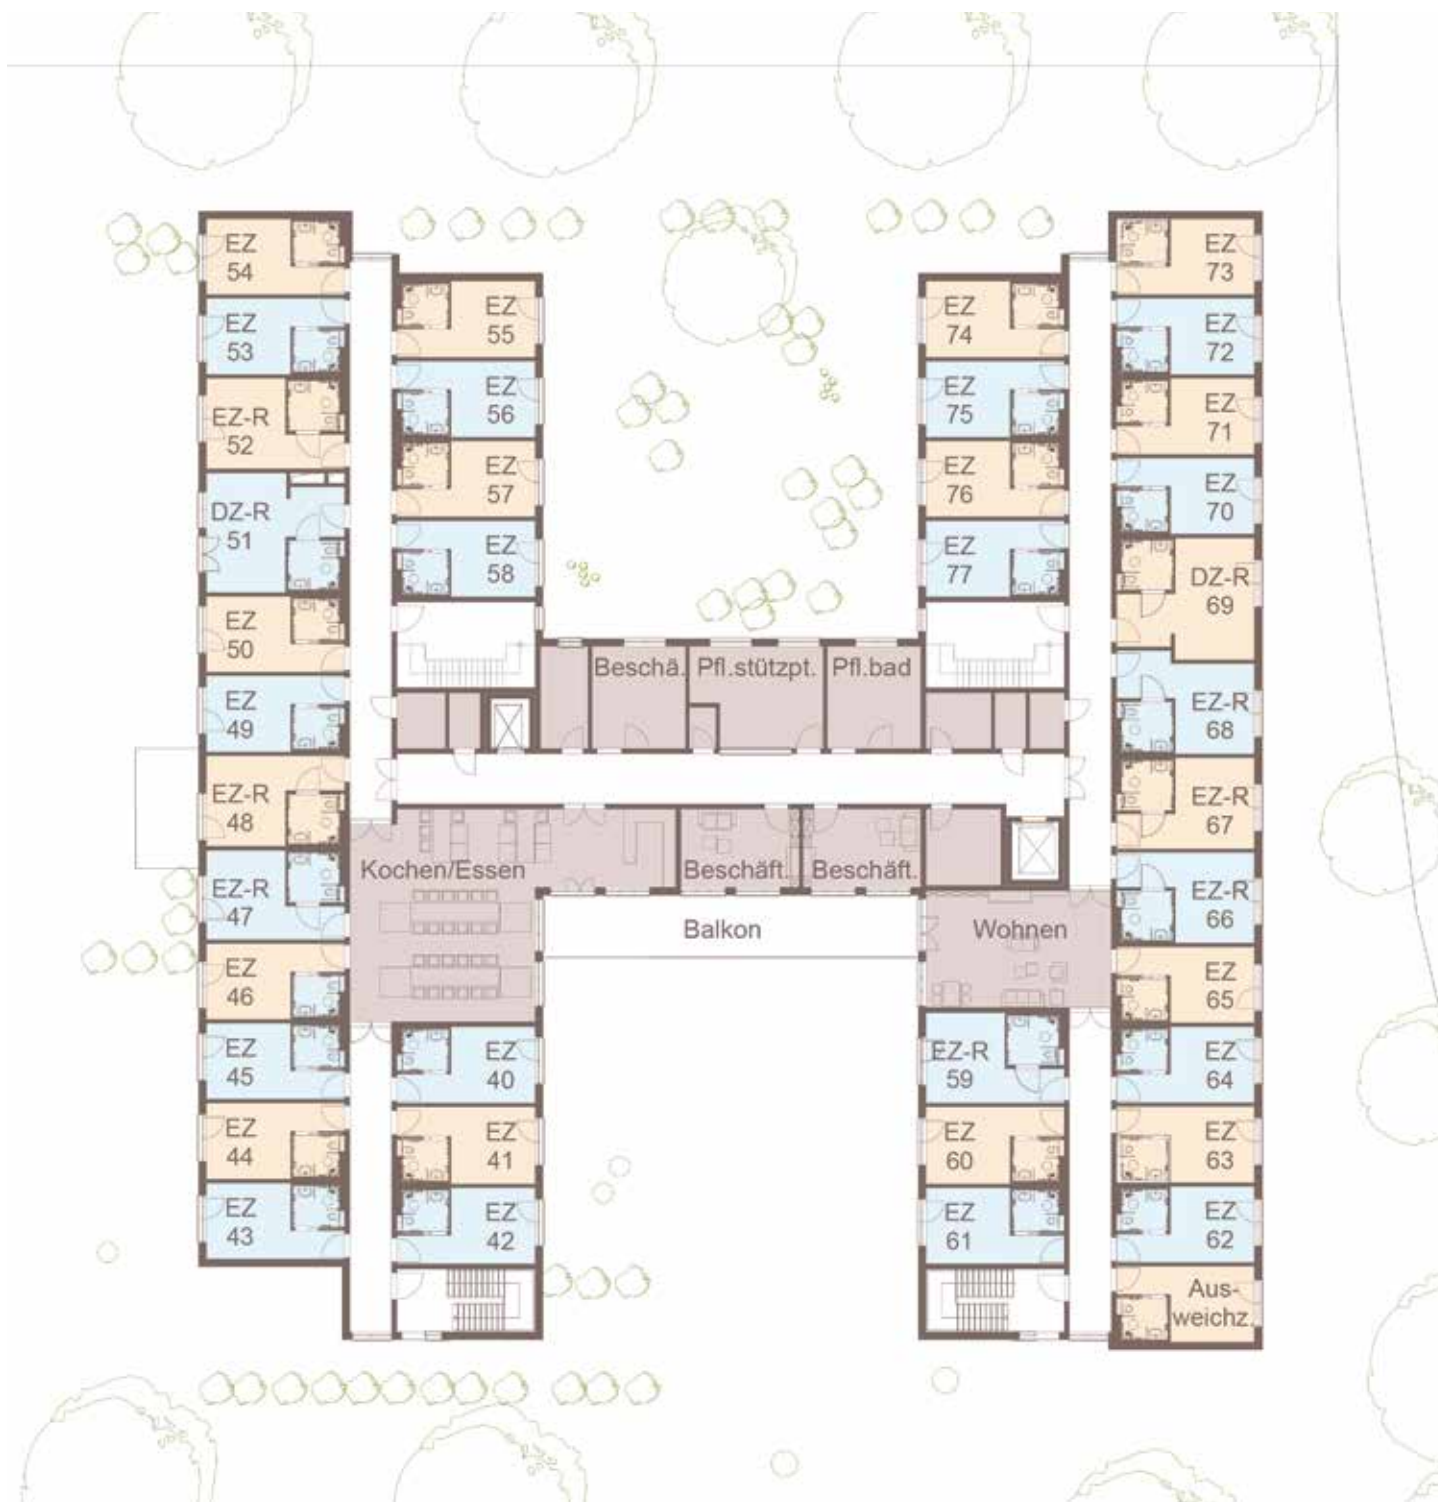 EZ
54
EZ
53
EZ-R
52
DZ-R
51
EZ
50
EZ
49
EZ-R
48
EZ-R
47
EZ
46
EZ
45
EZ
44
EZ
43
EZ
55
EZ
56
EZ
57
EZ
58
Beschä.
Pfl.stützpt.
Pfl.bad
Kochen/Essen
Beschäft.
Beschäft.
Balkon
Wohnen
EZ
40
EZ
41
EZ
42
EZ
74
EZ
75
EZ
76
EZ
77
EZ-R
59
EZ
60
EZ
61
EZ
73
EZ
72
EZ
71
EZ
70
DZ-R
69
EZ-R
68
EZ-R
67
EZ-R
66
EZ
65
EZ
64
EZ
63
EZ
62
Aus-
weichz.